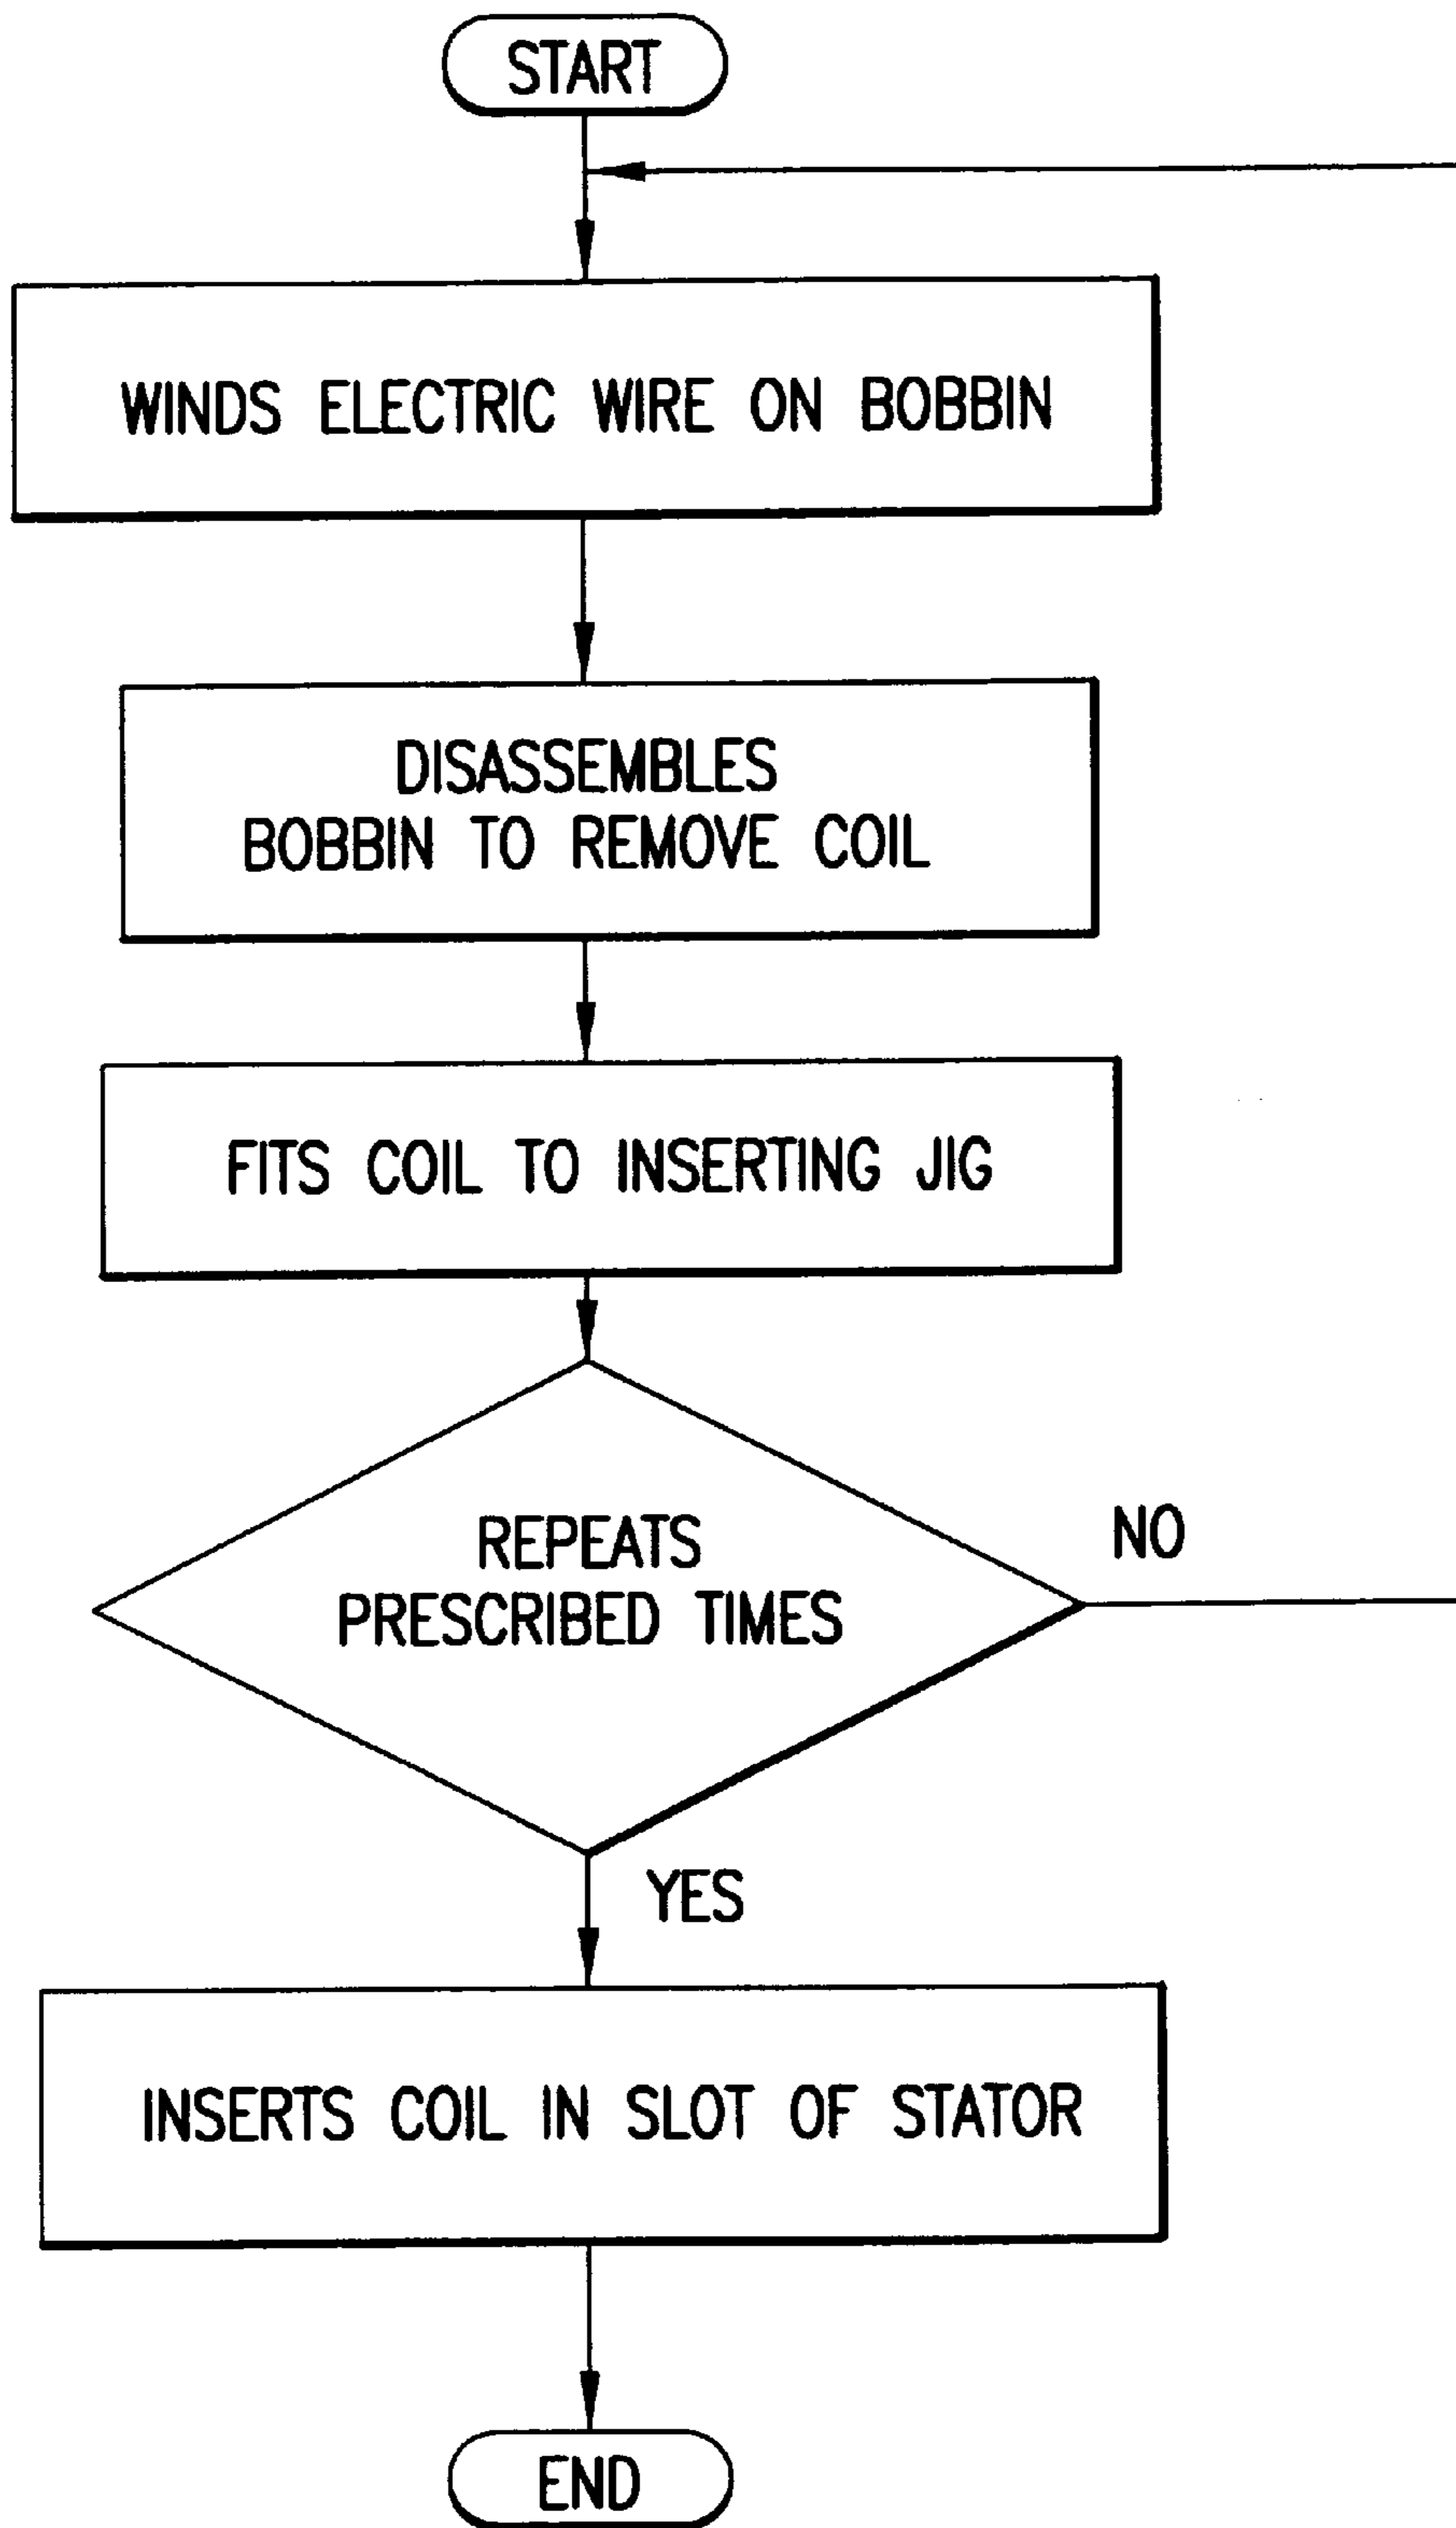 START
WINDS ELECTRIC WIRE ON BOBBIN
DISASSEMBLES
BOBBIN TO REMOVE COIL
FITS COIL TO INSERTING JIG
REPEATS
PRESCRIBED TIMES
NO
YES
INSERTS COIL IN SLOT OF STATOR
END